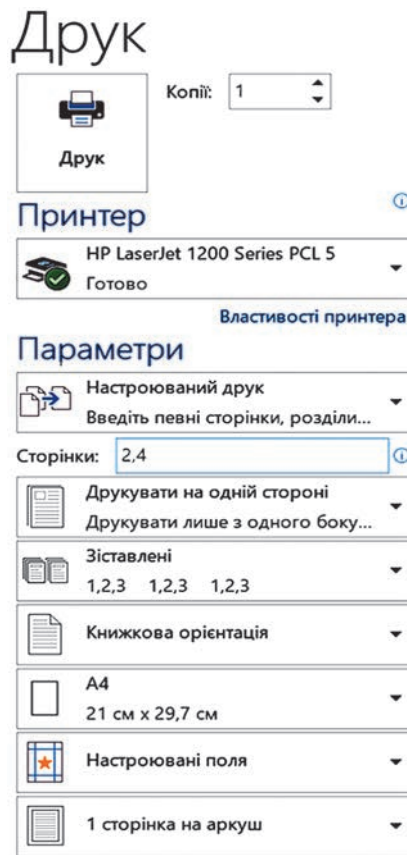 Друк
Копії: 1
Друк
Принтер
HP LaserJet 1200 Series PCL 5
Готово
Властивості принтера
Параметри
Настроюваний друк
Введіть певні сторінки, розділи...
Сторінки: 2,4
Друкувати на одній стороні
Друкувати лише з одного боку...
Зіставлені
1,2,3 1,2,3 1,2,3
Книжкова орієнтація
A4
21 см x 29,7 см
Настроювані поля
1 сторінка на аркуш